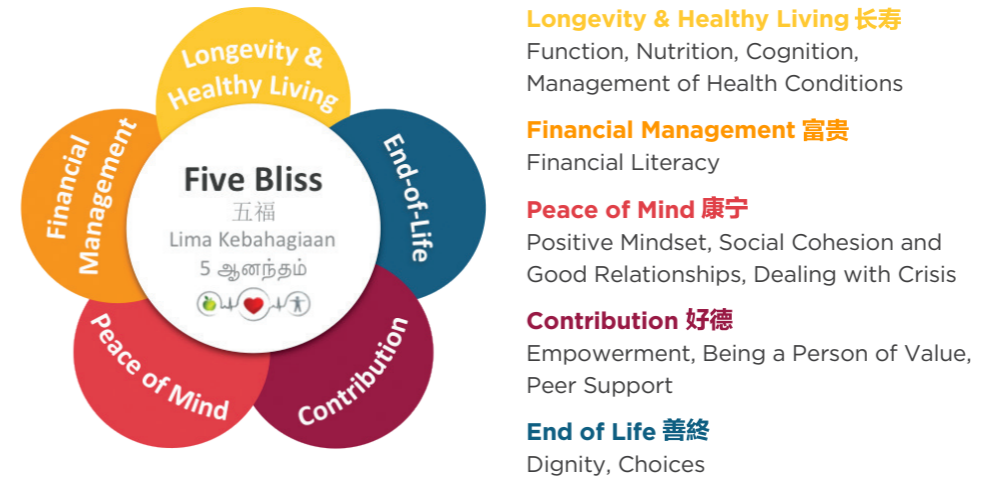 Longevity &
Healthy Living
Financial
Management
End-of-Life
Peace of Mind
Contribution
Five Bliss
五福
Lima Kebahagiaan
5 ஆனந்தம்
Longevity & Healthy Living 长寿
Function, Nutrition, Cognition,
Management of Health Conditions
Financial Management 富贵
Financial Literacy
Peace of Mind 康宁
Positive Mindset, Social Cohesion and
Good Relationships, Dealing with Crisis
Contribution 好德
Empowerment, Being a Person of Value,
Peer Support
End of Life 善終
Dignity, Choices